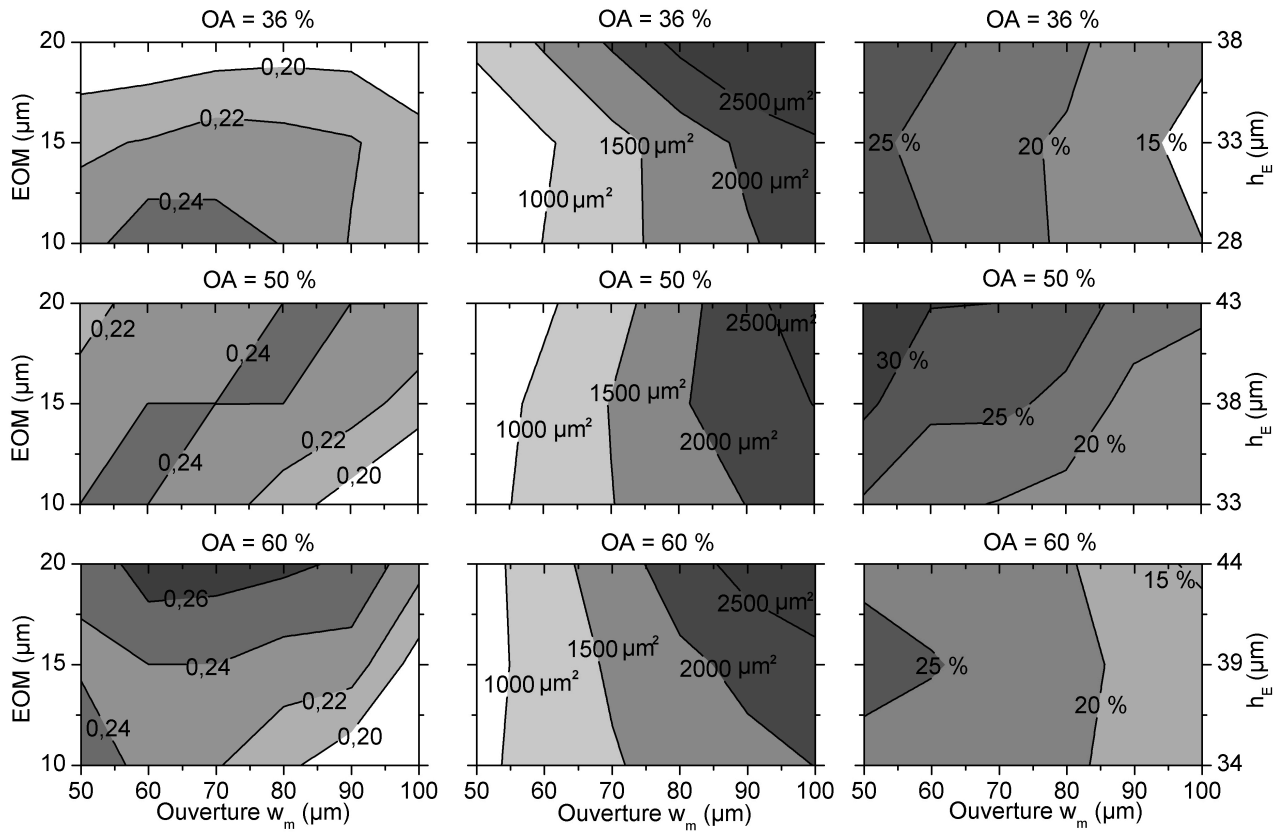 OA = 36 %
OA = 36 %
OA = 36 %
20
15
10
EOM (µm)
0,20
0,22
0,24
2500 µm²
1500 µm²
2000 µm²
1000 µm²
25 %
20 %
15 %
38
33
28
h_E (µm)
OA = 50 %
OA = 50 %
OA = 50 %
20
15
10
EOM (µm)
0,22
0,24
0,24
0,22
0,20
2500 µm²
1500 µm²
1000 µm²
2000 µm²
30 %
25 %
20 %
43
38
33
h_E (µm)
OA = 60 %
OA = 60 %
OA = 60 %
20
15
10
EOM (µm)
0,26
0,24
0,24
0,22
0,20
2500 µm²
1500 µm²
2000 µm²
1000 µm²
15 %
25 %
20 %
44
39
34
h_E (µm)
50 60 70 80 90 100
50 60 70 80 90 100
50 60 70 80 90 100
Ouverture w_m (µm)
Ouverture w_m (µm)
Ouverture w_m (µm)